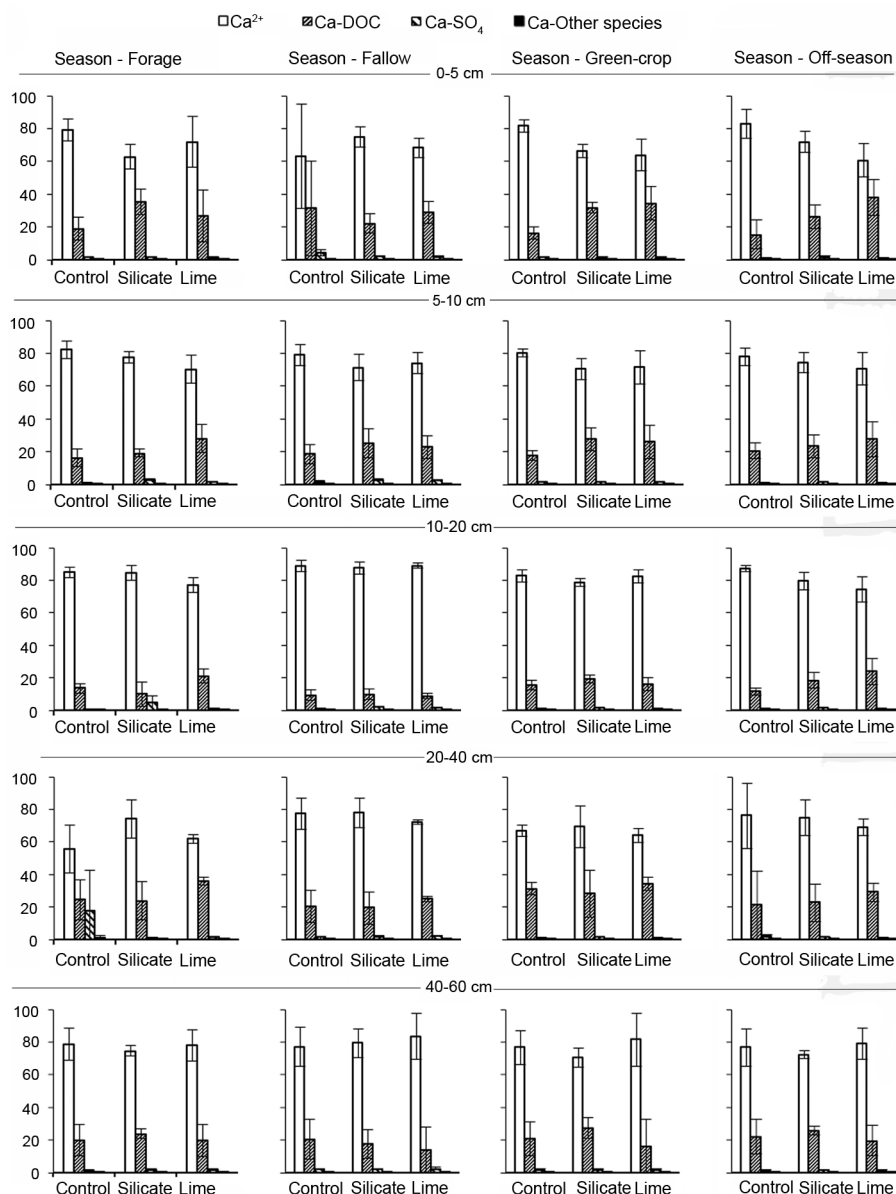 Ca²⁺ Ca-DOC Ca-SO₄ Ca-Other species
Season - Forage Season - Fallow Season - Green-crop Season - Off-season
0-5 cm
100
80
60
40
20
0
Control Silicate Lime Control Silicate Lime Control Silicate Lime Control Silicate Lime
5-10 cm
100
80
60
40
20
0
Control Silicate Lime Control Silicate Lime Control Silicate Lime Control Silicate Lime
10-20 cm
100
80
60
40
20
0
Control Silicate Lime Control Silicate Lime Control Silicate Lime Control Silicate Lime
20-40 cm
100
80
60
40
20
0
Control Silicate Lime Control Silicate Lime Control Silicate Lime Control Silicate Lime
40-60 cm
100
80
60
40
20
0
Control Silicate Lime Control Silicate Lime Control Silicate Lime Control Silicate Lime